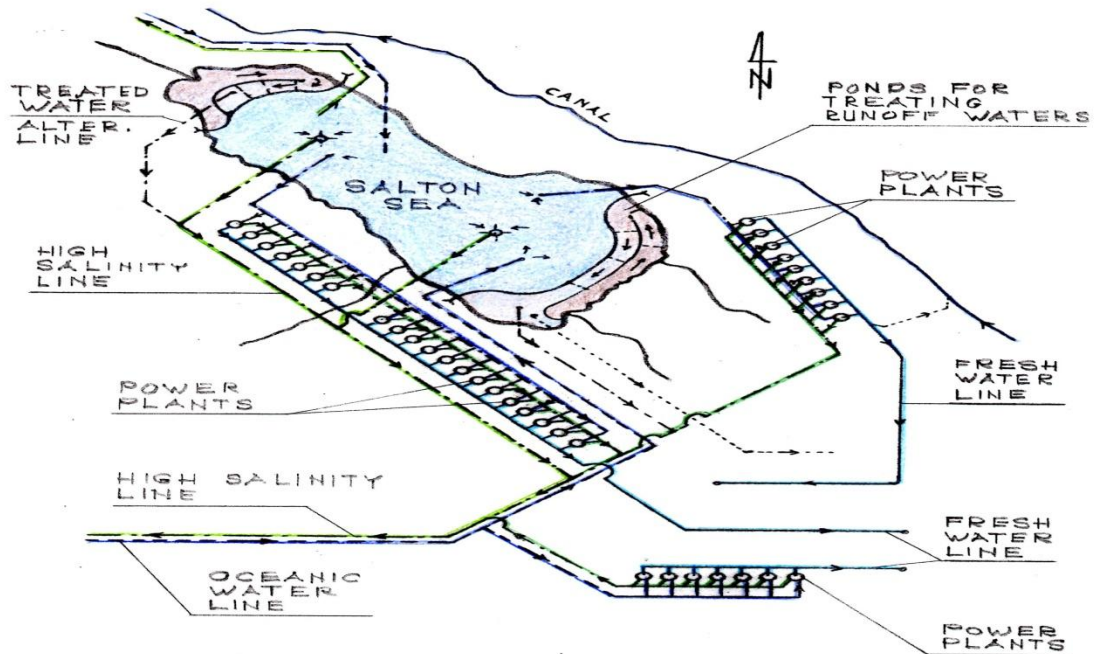 TREATED
WATER
ALTER.
LINE
N
CANAL
PONDS FOR
TREATING
RUNOFF WATERS
SALTON
SEA
POWER
PLANTS
HIGH
SALINITY
LINE
POWER
PLANTS
FRESH
WATER
LINE
HIGH SALINITY
LINE
FRESH
WATER
LINE
OCEANIC
WATER
LINE
POWER
PLANTS